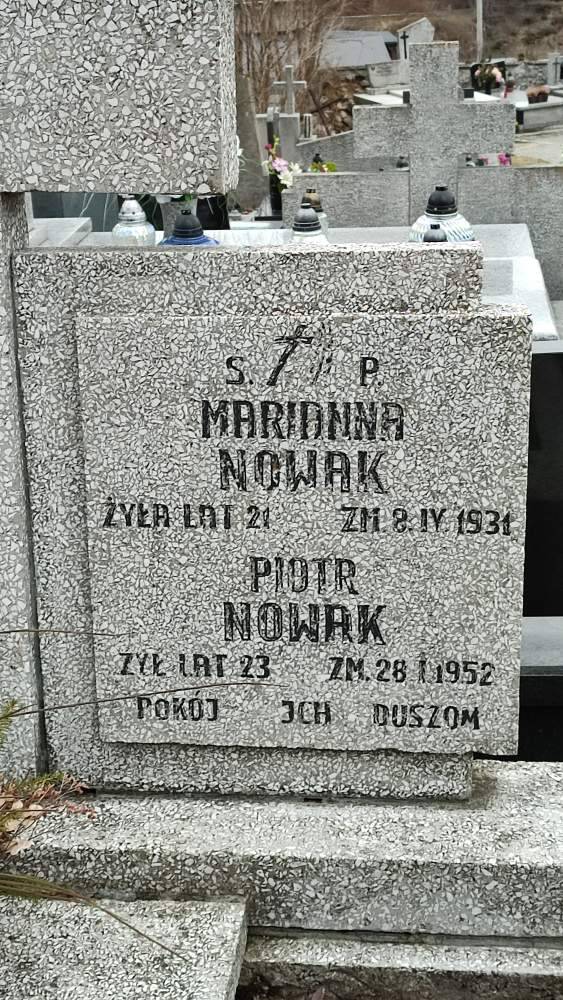 S. P.
MARIANNA
NOWAK
ŻYŁA LAT 21 ZM. 8. IV 1931
PIOTR
NOWAK
ŻYŁ LAT 23 ZM. 28 I 1952
POKÓJ ICH DUSZOM